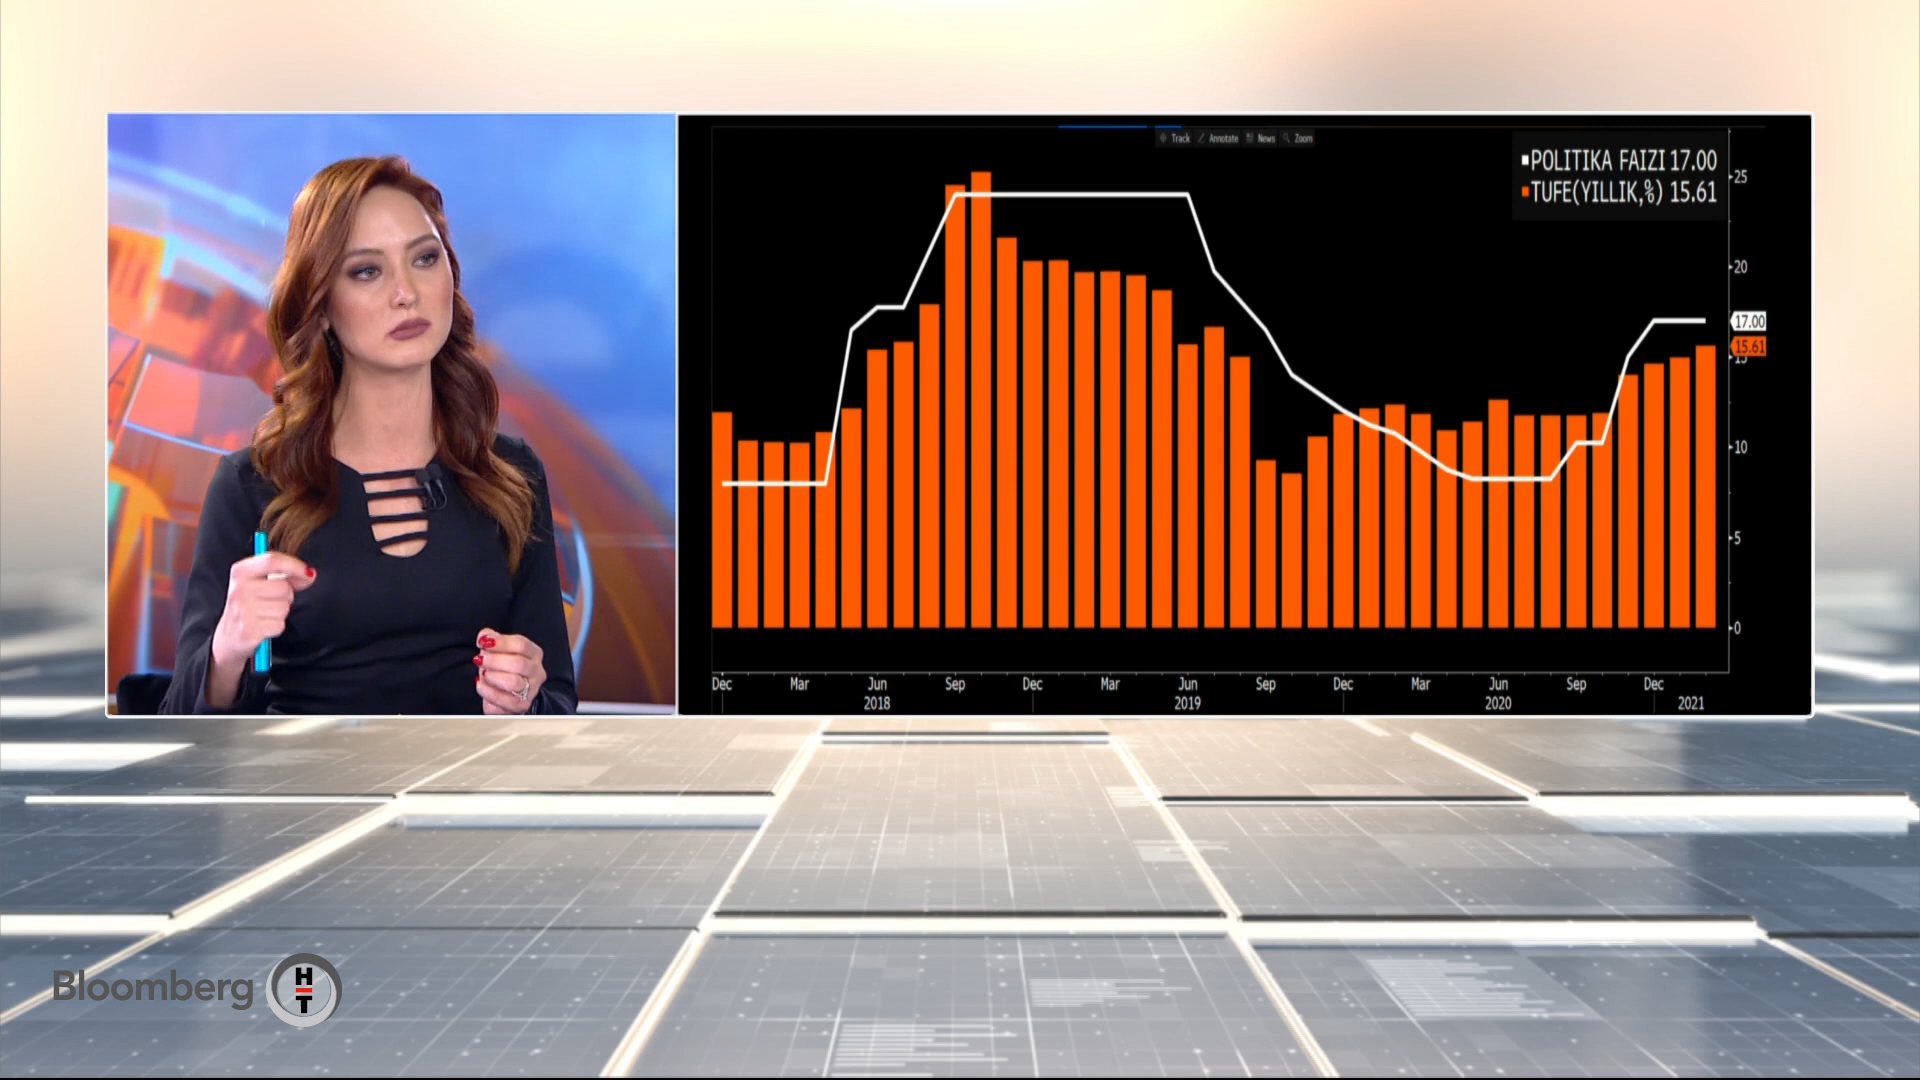 Track Annotate News Zoom
POLITIKA FAIZI 17.00
TUFE(YILLIK,%) 15.61
25
20
17.00
15.61
15
10
5
0
Dec Mar Jun Sep Dec Mar Jun Sep Dec Mar Jun Sep Dec
2018 2019 2020 2021
Bloomberg HT